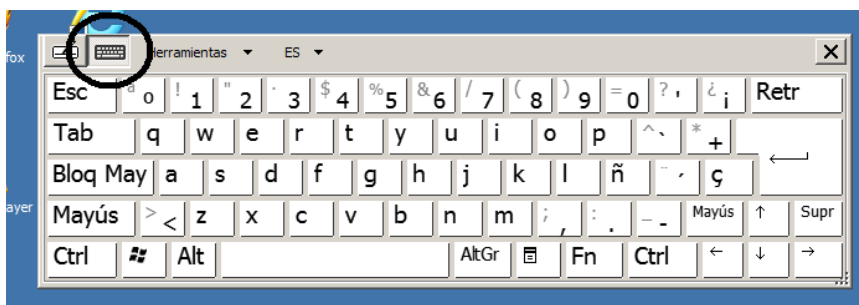 fox
Herramientas ES X
Esc ª º ! 1 " 2 · 3 $ 4 % 5 & 6 / 7 ( 8 ) 9 = 0 ? ' ¿ ¡ Retr
Tab q w e r t y u i o p ^ ` * +
Bloq May a s d f g h j k l ñ ¨ ´ ç
ayer
Mayús > < z x c v b n m ; , : . _ - Mayús ↑ Supr
Ctrl Alt AltGr Fn Ctrl ← ↓ →